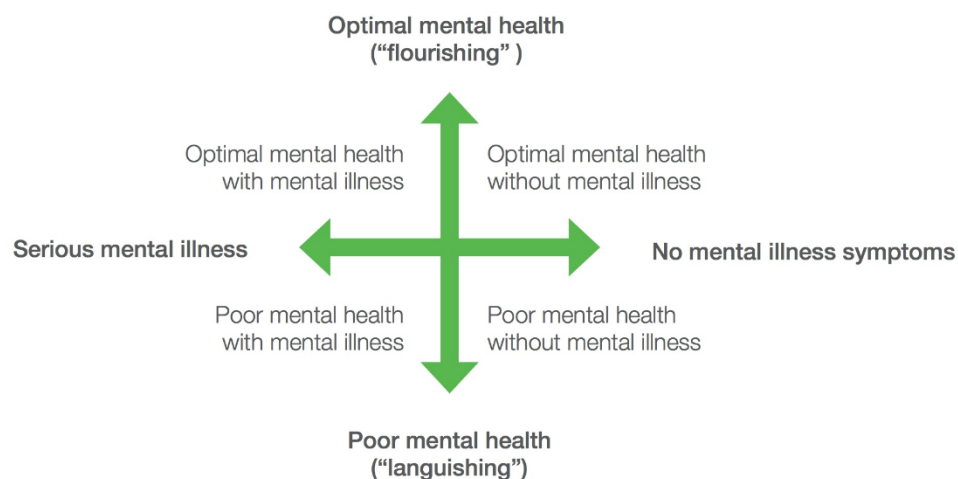 Optimal mental health
(“flourishing” )
Optimal mental health
with mental illness
Optimal mental health
without mental illness
Serious mental illness
No mental illness symptoms
Poor mental health
with mental illness
Poor mental health
without mental illness
Poor mental health
(“languishing”)